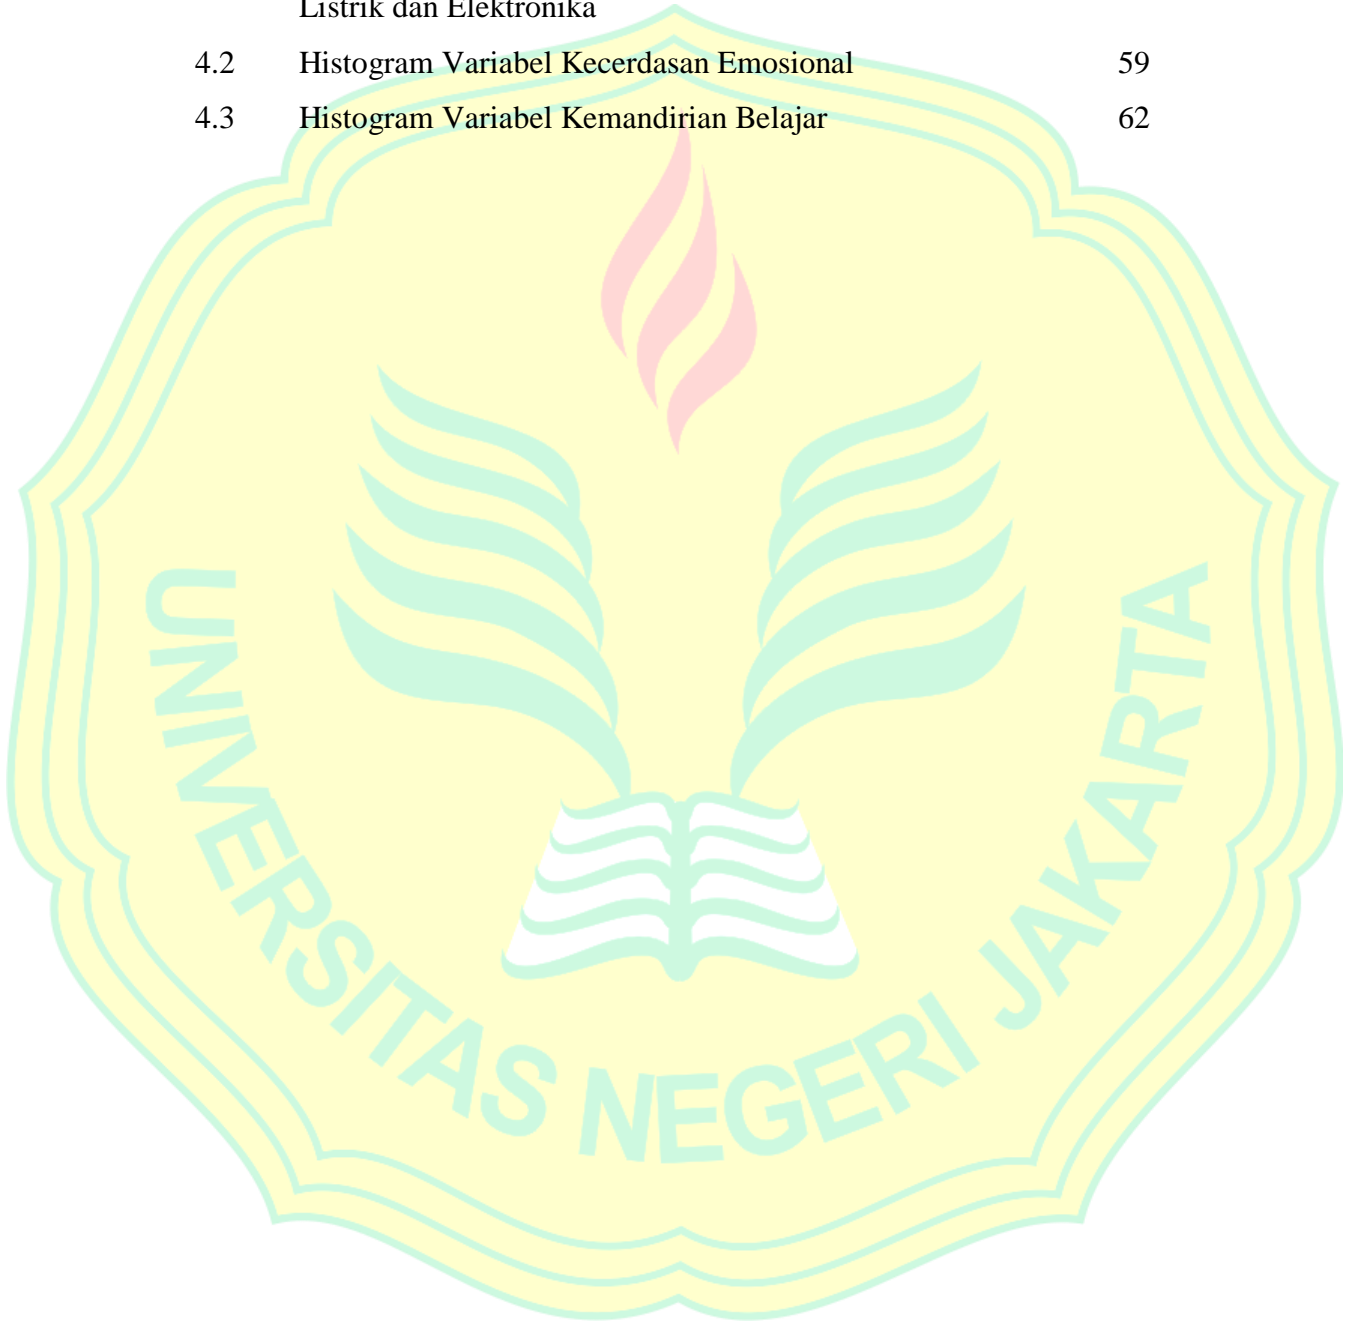 Listrik dan Elektronika
4.2 Histogram Variabel Kecerdasan Emosional 59
4.3 Histogram Variabel Kemandirian Belajar 62
UNIVERSITAS NEGERI JAKARTA